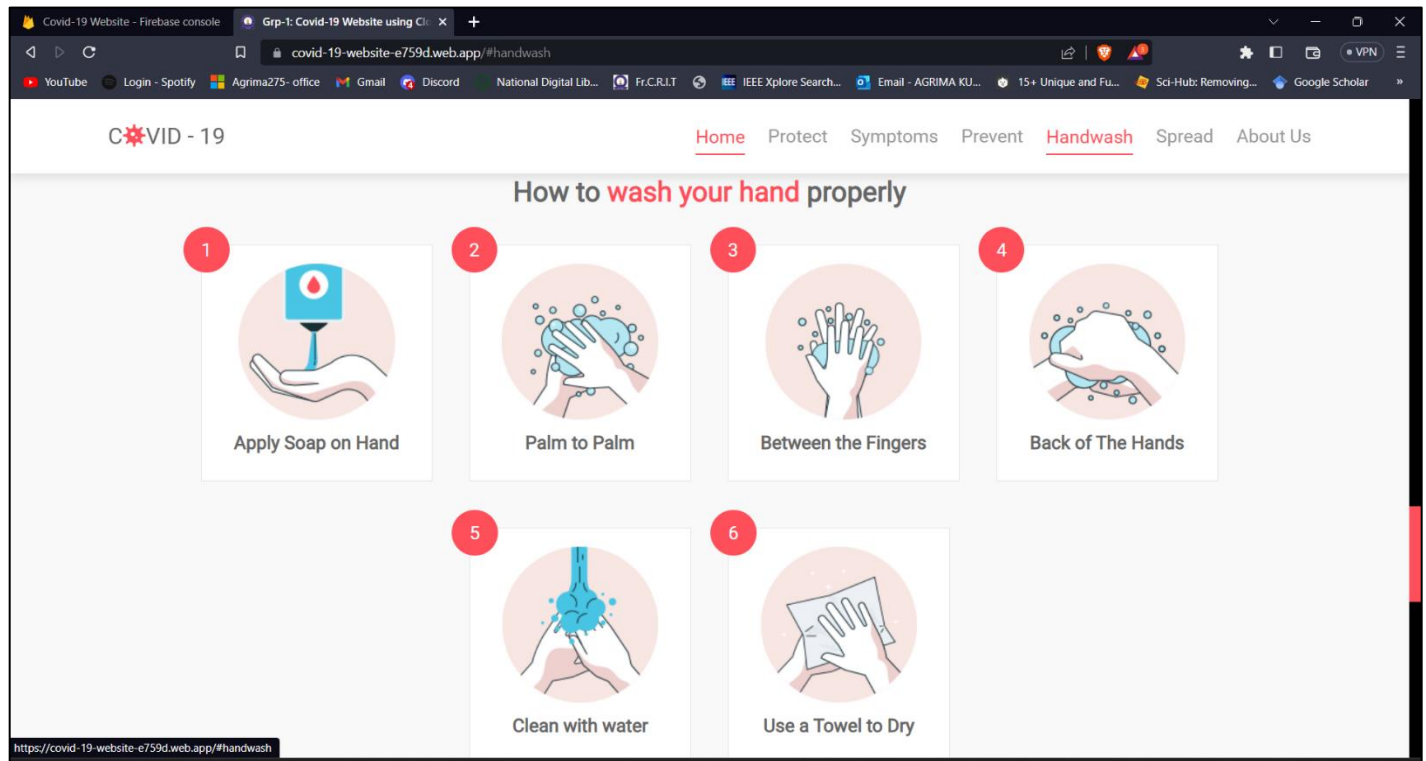 Covid-19 Website - Firebase console
Grp-1: Covid-19 Website using Clo
covid-19-website-e759d.web.app/#handwash
VPN
YouTube
Login - Spotify
Agrima275- office
Gmail
Discord
National Digital Lib...
Fr.C.R.I.T
IEEE Xplore Search...
Email - AGRIMA KU...
15+ Unique and Fu...
Sci-Hub: Removing...
Google Scholar
»
C VID - 19
Home Protect Symptoms Prevent Handwash Spread About Us
How to wash your hand properly
1
Apply Soap on Hand
2
Palm to Palm
3
Between the Fingers
4
Back of The Hands
5
Clean with water
6
Use a Towel to Dry
https://covid-19-website-e759d.web.app/#handwash